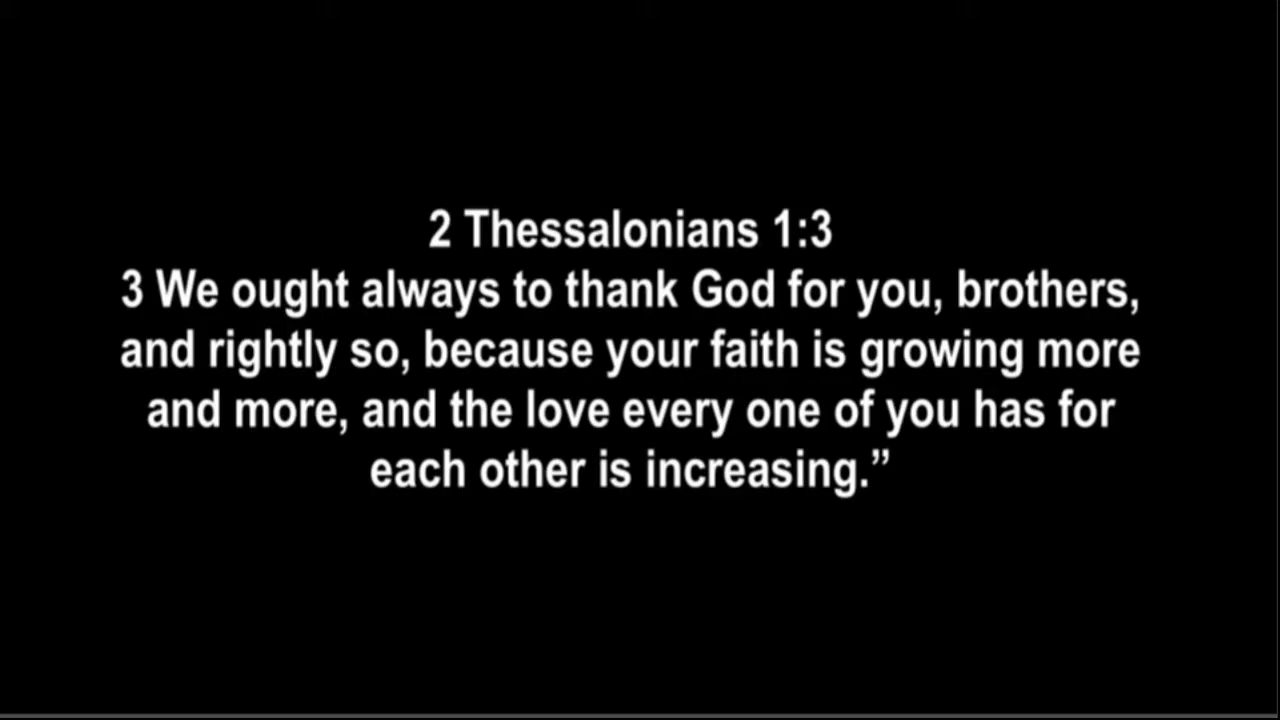 2 Thessalonians 1:3
3 We ought always to thank God for you, brothers,
and rightly so, because your faith is growing more
and more, and the love every one of you has for
each other is increasing.”